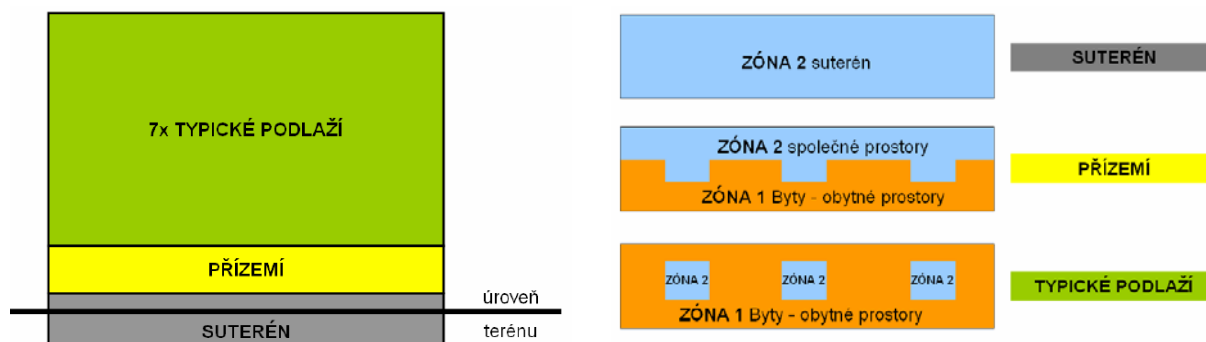 7x TYPICKÉ PODLAŽÍ
PŘÍZEMÍ
SUTERÉN
úroveň
terénu
ZÓNA 2 suterén
SUTERÉN
ZÓNA 2 společné prostory
ZÓNA 1 Byty - obytné prostory
PŘÍZEMÍ
ZÓNA 2
ZÓNA 2
ZÓNA 2
ZÓNA 1 Byty - obytné prostory
TYPICKÉ PODLAŽÍ